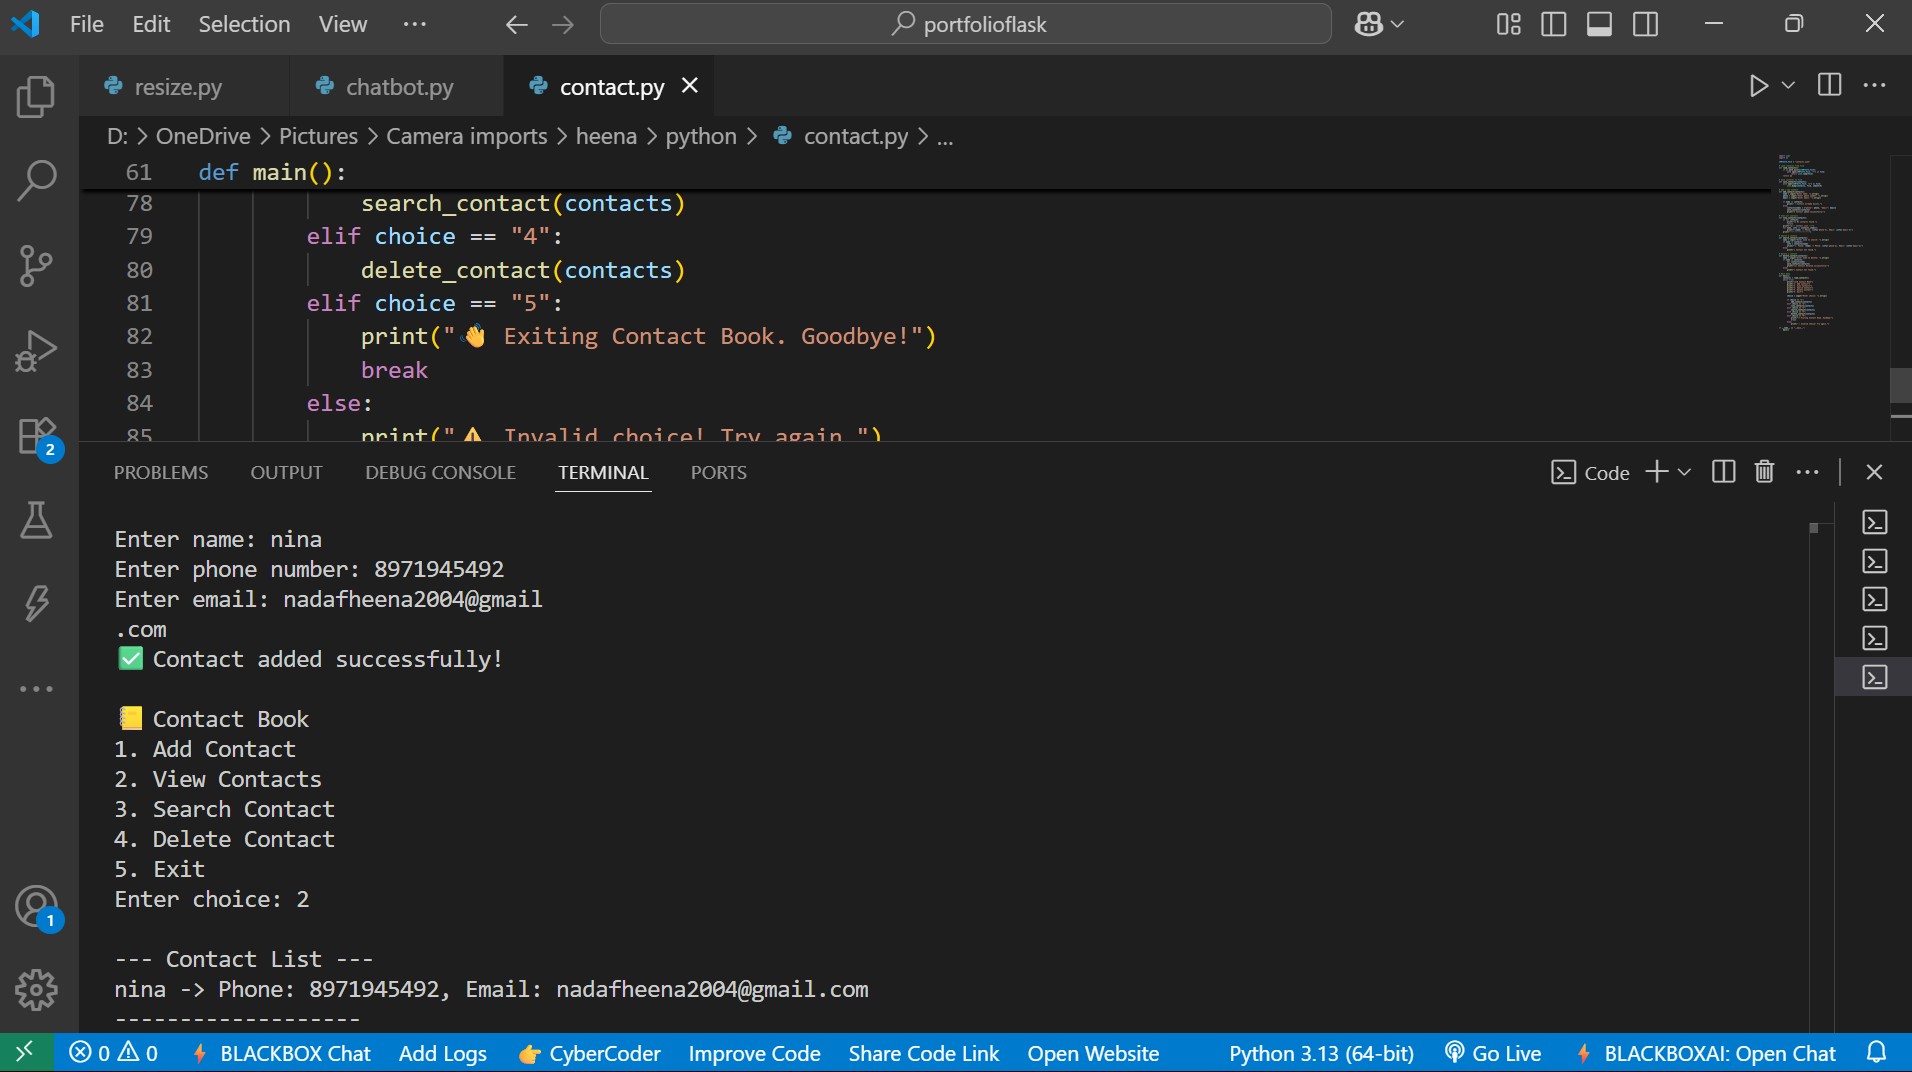 File Edit Selection View ... portfolioflask
resize.py chatbot.py contact.py
D: > OneDrive > Pictures > Camera imports > heena > python > contact.py > ...
61 def main():
78 search_contact(contacts)
79 elif choice == "4":
80 delete_contact(contacts)
81 elif choice == "5":
82 print("👋 Exiting Contact Book. Goodbye!")
83 break
84 else:
85 print("⚠️ Invalid choice! Try again.")
PROBLEMS OUTPUT DEBUG CONSOLE TERMINAL PORTS Code
Enter name: nina
Enter phone number: 8971945492
Enter email: nadafheena2004@gmail
.com
✅ Contact added successfully!
📒 Contact Book
1. Add Contact
2. View Contacts
3. Search Contact
4. Delete Contact
5. Exit
Enter choice: 2
--- Contact List ---
nina -> Phone: 8971945492, Email: nadafheena2004@gmail.com
-------------------
2
1
0 0 BLACKBOX Chat Add Logs 👉 CyberCoder Improve Code Share Code Link Open Website Python 3.13 (64-bit) Go Live BLACKBOXAI: Open Chat